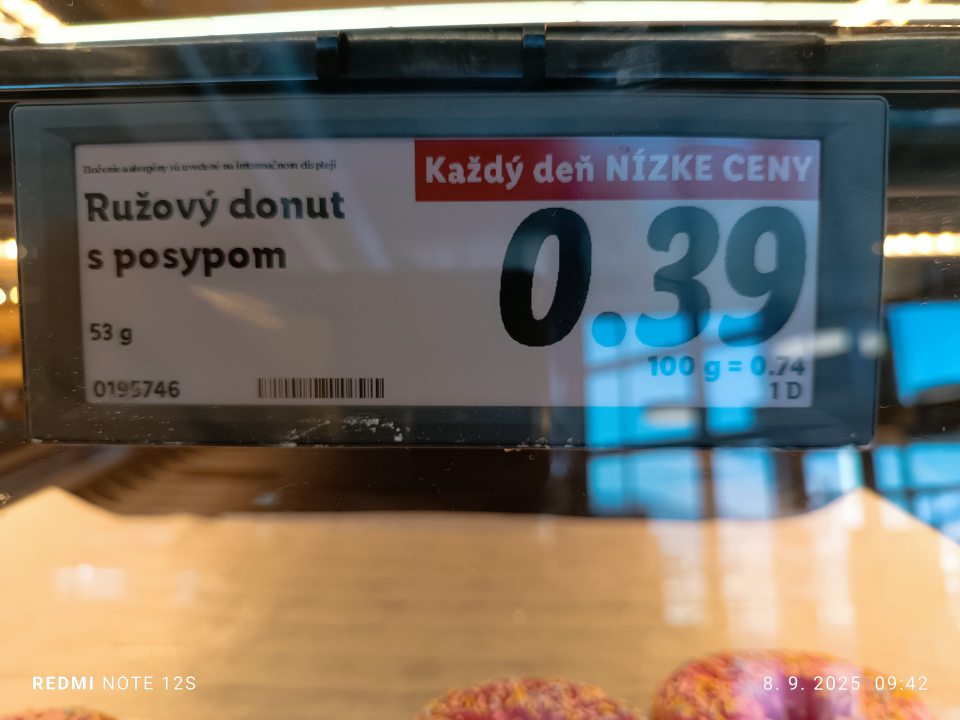 Zloženie a alergény sú uvedené na informačnom displeji
Každý deň NÍZKE CENY
Ružový donut
s posypom
0.39
53 g
100 g = 0.74
0195746
1 D
REDMI NOTE 12S
8. 9. 2025 09:42